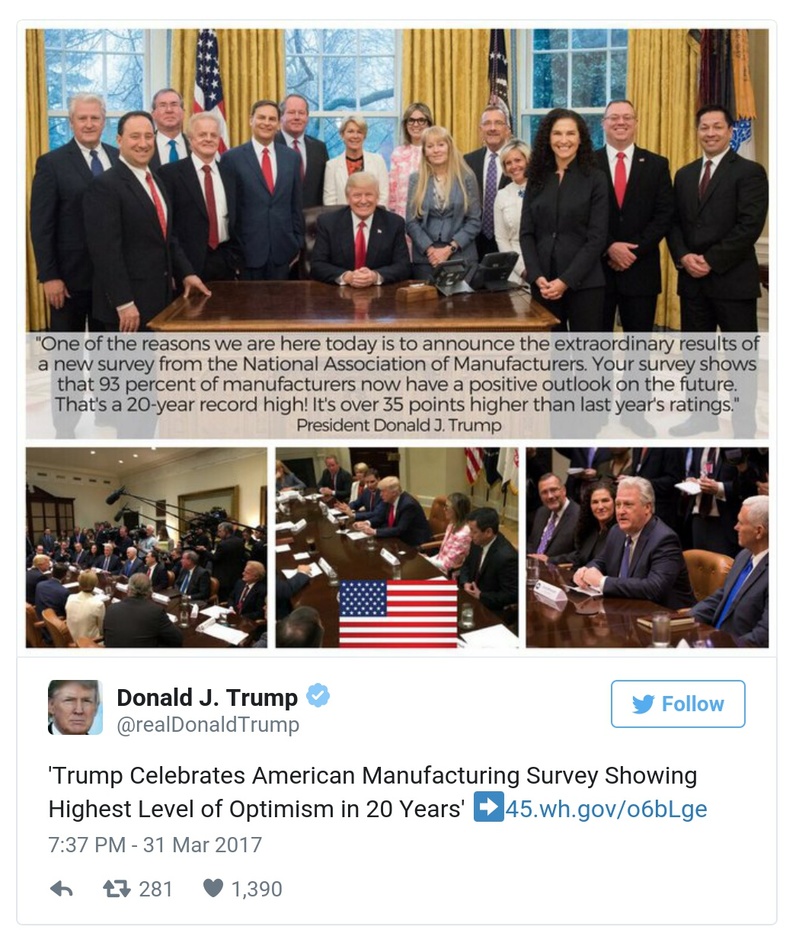 "One of the reasons we are here today is to announce the extraordinary results of
a new survey from the National Association of Manufacturers. Your survey shows
that 93 percent of manufacturers now have a positive outlook on the future.
That's a 20-year record high! It's over 35 points higher than last year's ratings."
President Donald J. Trump
Donald J. Trump
@realDonaldTrump
Follow
'Trump Celebrates American Manufacturing Survey Showing
Highest Level of Optimism in 20 Years' ➡45.wh.gov/o6bLge
7:37 PM - 31 Mar 2017
281 1,390